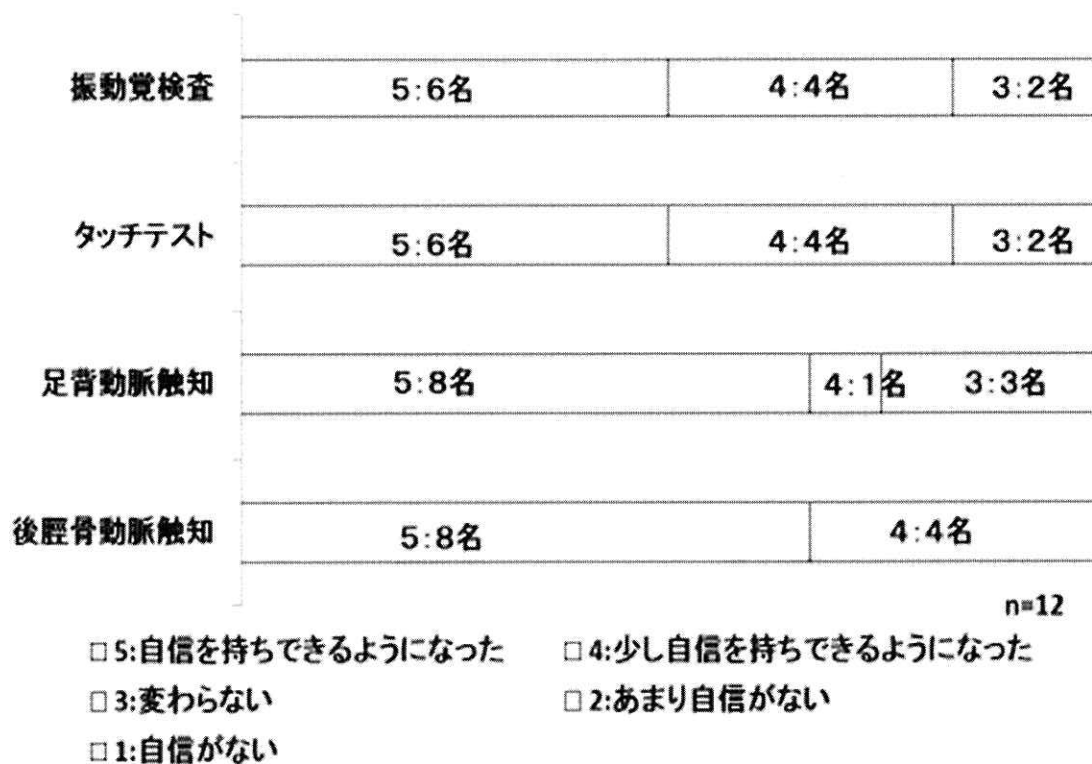 振動覚検査 5:6名 4:4名 3:2名
タッチテスト 5:6名 4:4名 3:2名
足背動脈触知 5:8名 4:1名 3:3名
後脛骨動脈触知 5:8名 4:4名
n=12
□5:自信を持ちできるようになった □4:少し自信を持ちできるようになった
□3:変わらない □2:あまり自信がない
□1:自信がない